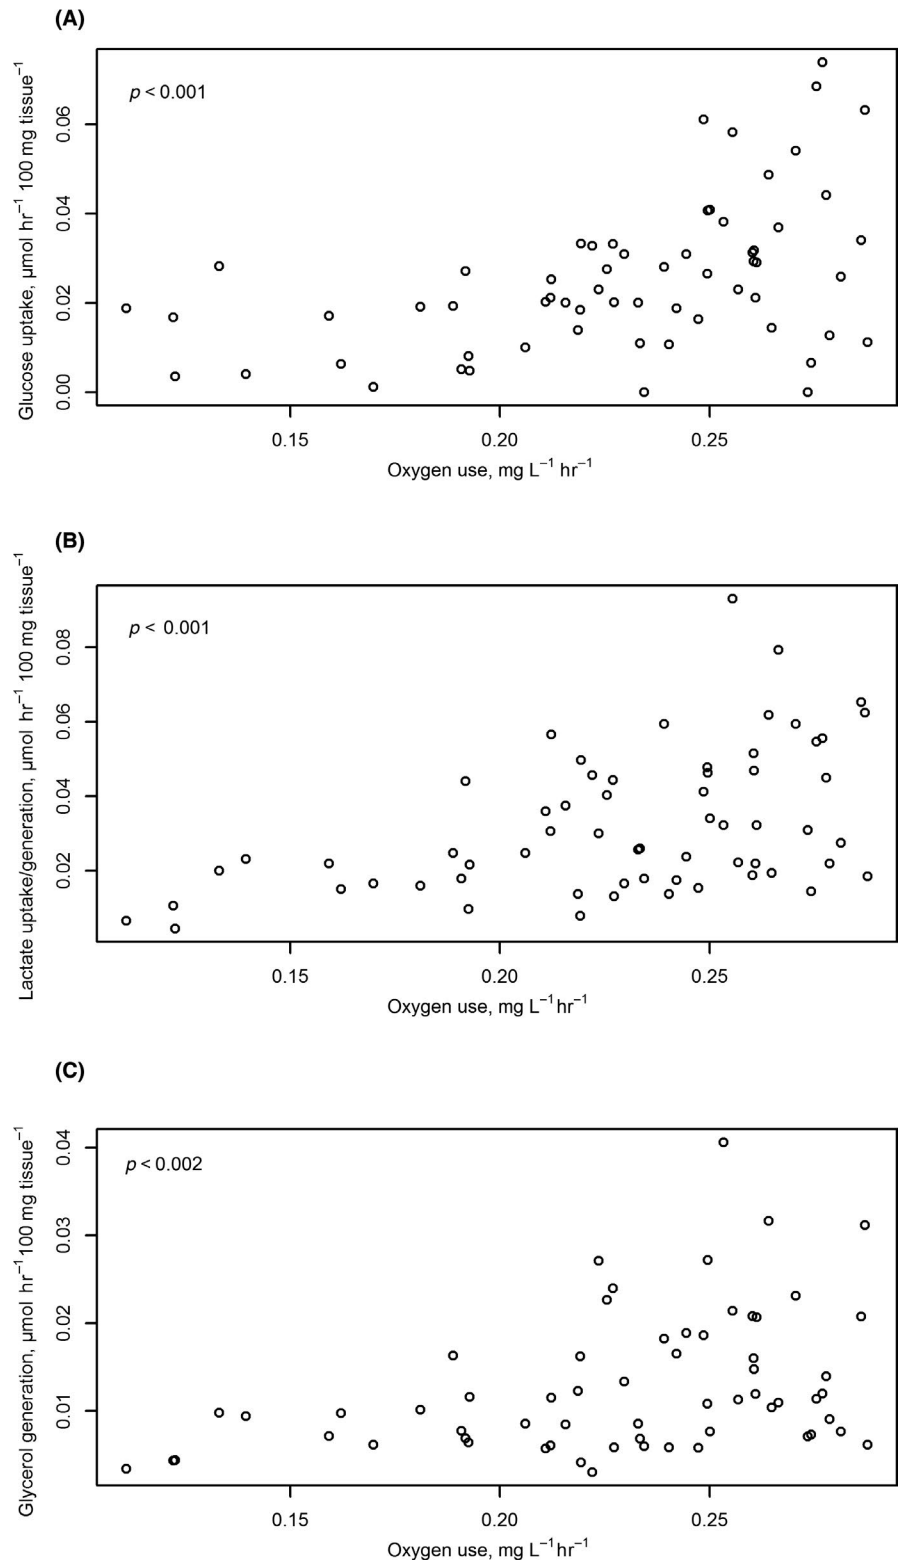 (A)
Glucose uptake, µmol hr⁻¹ 100 mg tissue⁻¹
p < 0.001
0.06
0.04
0.02
0.00
0.15 0.20 0.25
Oxygen use, mg L⁻¹ hr⁻¹
(B)
Lactate uptake/generation, µmol hr⁻¹ 100 mg tissue⁻¹
p < 0.001
0.08
0.06
0.04
0.02
0.15 0.20 0.25
Oxygen use, mg L⁻¹ hr⁻¹
(C)
Glycerol generation, µmol hr⁻¹ 100 mg tissue⁻¹
p < 0.002
0.04
0.03
0.02
0.01
0.15 0.20 0.25
Oxygen use, mg L⁻¹ hr⁻¹